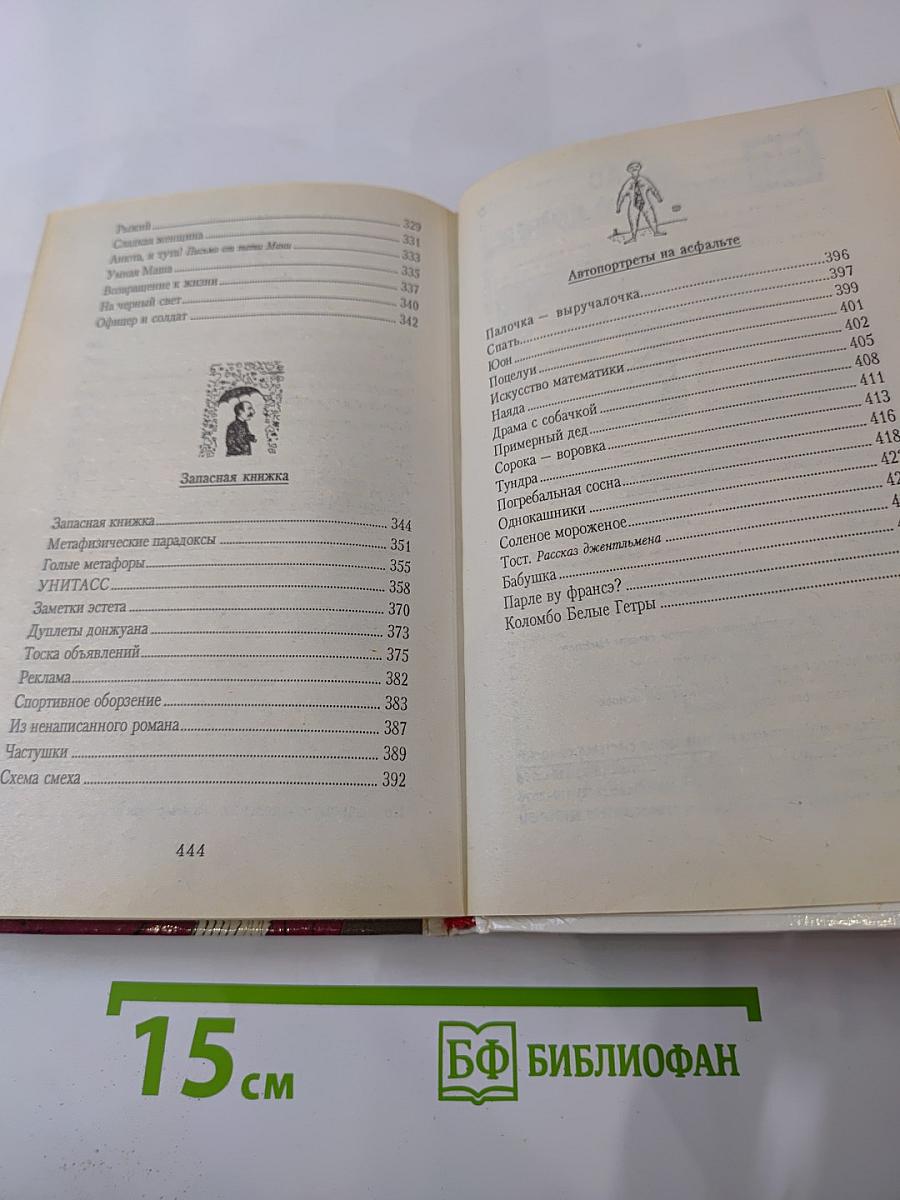 Рыжий 329
Сладкая женщина 331
Анюта, я тут! Письмо от тети Мани 333
Умная Маша 335
Возвращение к жизни 337
На черный свет 340
Офицер и солдат 342
Запасная книжка
Запасная книжка 344
Метафизические парадоксы 351
Голые метафоры 355
УНИТАСС 358
Заметки эстета 370
Дуплеты донжуана 373
Тоска объявлений 375
Реклама 382
Спортивное оборзение 383
Из ненаписанного романа 387
Частушки 389
Схема смеха 392
444
Автопортреты на асфальте
Палочка — выручалочка 396
Спать 397
Юон 399
Поцелуи 401
Искусство математики 402
Наяда 405
Драма с собачкой 408
Примерный дед 411
Сорока — воровка 413
Тундра 416
Погребальная сосна 418
Однокашники
Соленое мороженое
Тост. Рассказ джентльмена
Бабушка
Парле ву франсэ?
Коломбо Белые Гетры
15 см
БФ БИБЛИОФАН